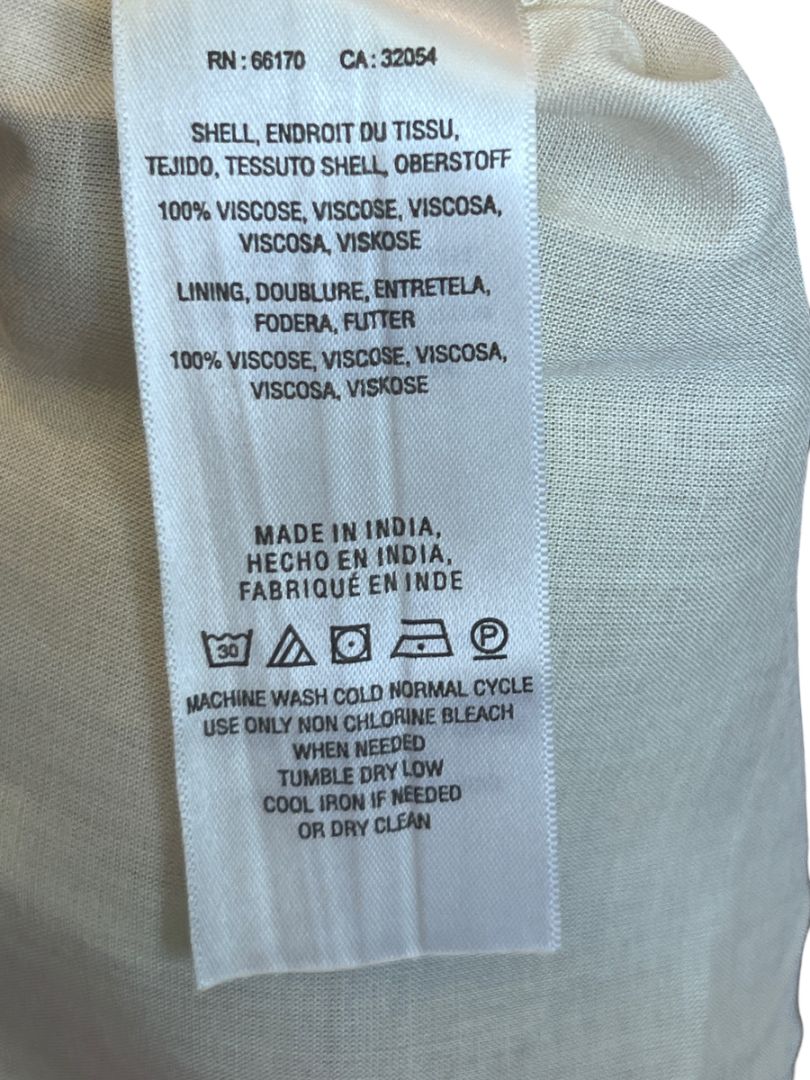 RN : 66170 CA : 32054
SHELL, ENDROIT DU TISSU,
TEJIDO, TESSUTO SHELL, OBERSTOFF
100% VISCOSE, VISCOSE, VISCOSA,
VISCOSA, VISKOSE
LINING, DOUBLURE, ENTRETELA,
FODERA, FUTTER
100% VISCOSE, VISCOSE, VISCOSA,
VISCOSA, VISKOSE
MADE IN INDIA,
HECHO EN INDIA,
FABRIQUÉ EN INDE
30 P
MACHINE WASH COLD NORMAL CYCLE
USE ONLY NON CHLORINE BLEACH
WHEN NEEDED
TUMBLE DRY LOW
COOL IRON IF NEEDED
OR DRY CLEAN